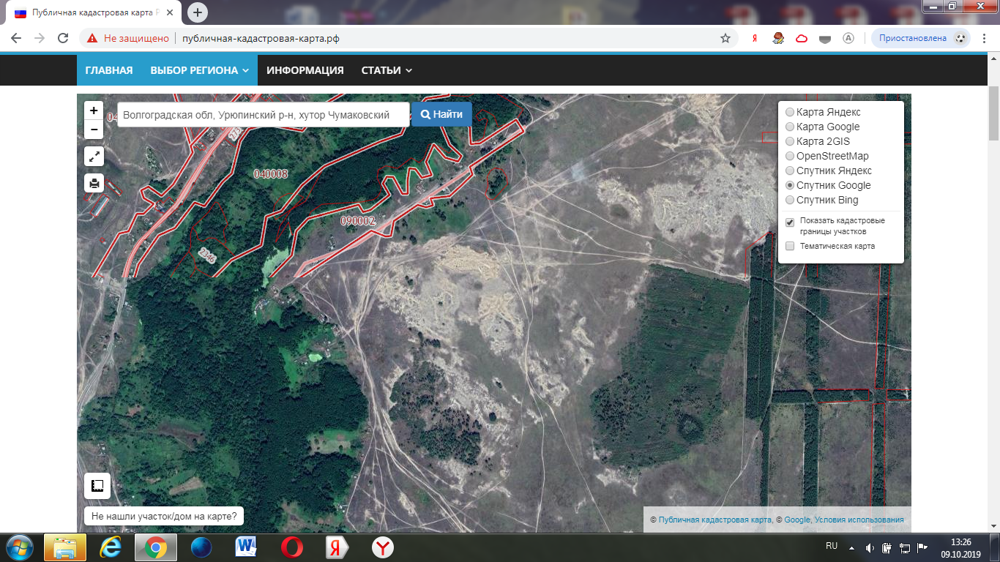 Публичная кадастровая карта Р
Не защищено
публичная-кадастровая-карта.рф
Приостановлена
ГЛАВНАЯ
ВЫБОР РЕГИОНА
ИНФОРМАЦИЯ
СТАТЬИ
+
−
Волгоградская обл, Урюпинский р-н, хутор Чумаковский
Найти
Карта Яндекс
Карта Google
Карта 2GIS
OpenStreetMap
Спутник Яндекс
Спутник Google
Спутник Bing
Показать кадастровые
границы участков
Тематическая карта
040008
090002
2346
Не нашли участок/дом на карте?
© Публичная кадастровая карта, © Google, Условия использования
RU
13:26
09.10.2019